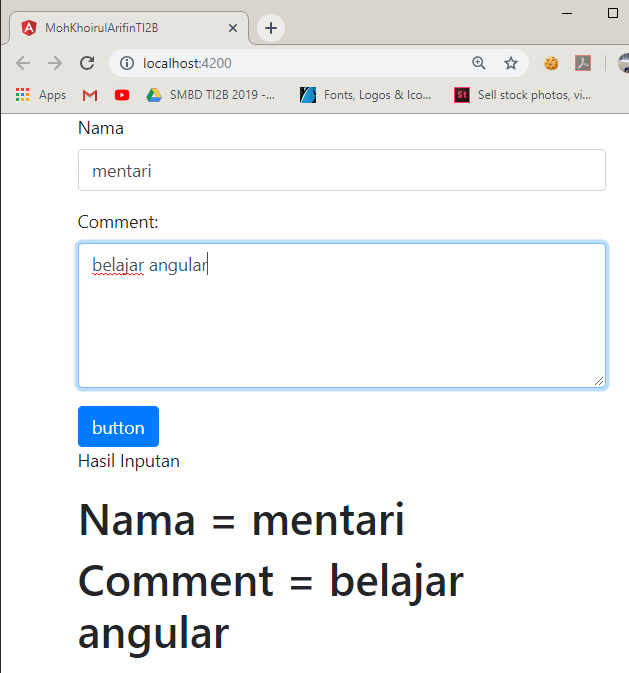 MohKhoirulArifinTI2B
localhost:4200
Apps
SMBD TI2B 2019 -...
Fonts, Logos & Ico...
St
Sell stock photos, vi...
Nama
mentari
Comment:
belajar angular
button
Hasil Inputan
Nama = mentari
Comment = belajar
angular